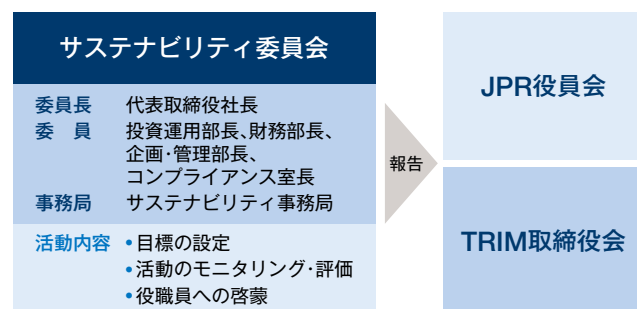 サステナビリティ委員会
委員長 代表取締役社長
委　員 投資運用部長、財務部長、
企画・管理部長、
コンプライアンス室長
事務局 サステナビリティ事務局
活動内容 •目標の設定
•活動のモニタリング・評価
•役職員への啓蒙
報告
JPR役員会
TRIM取締役会